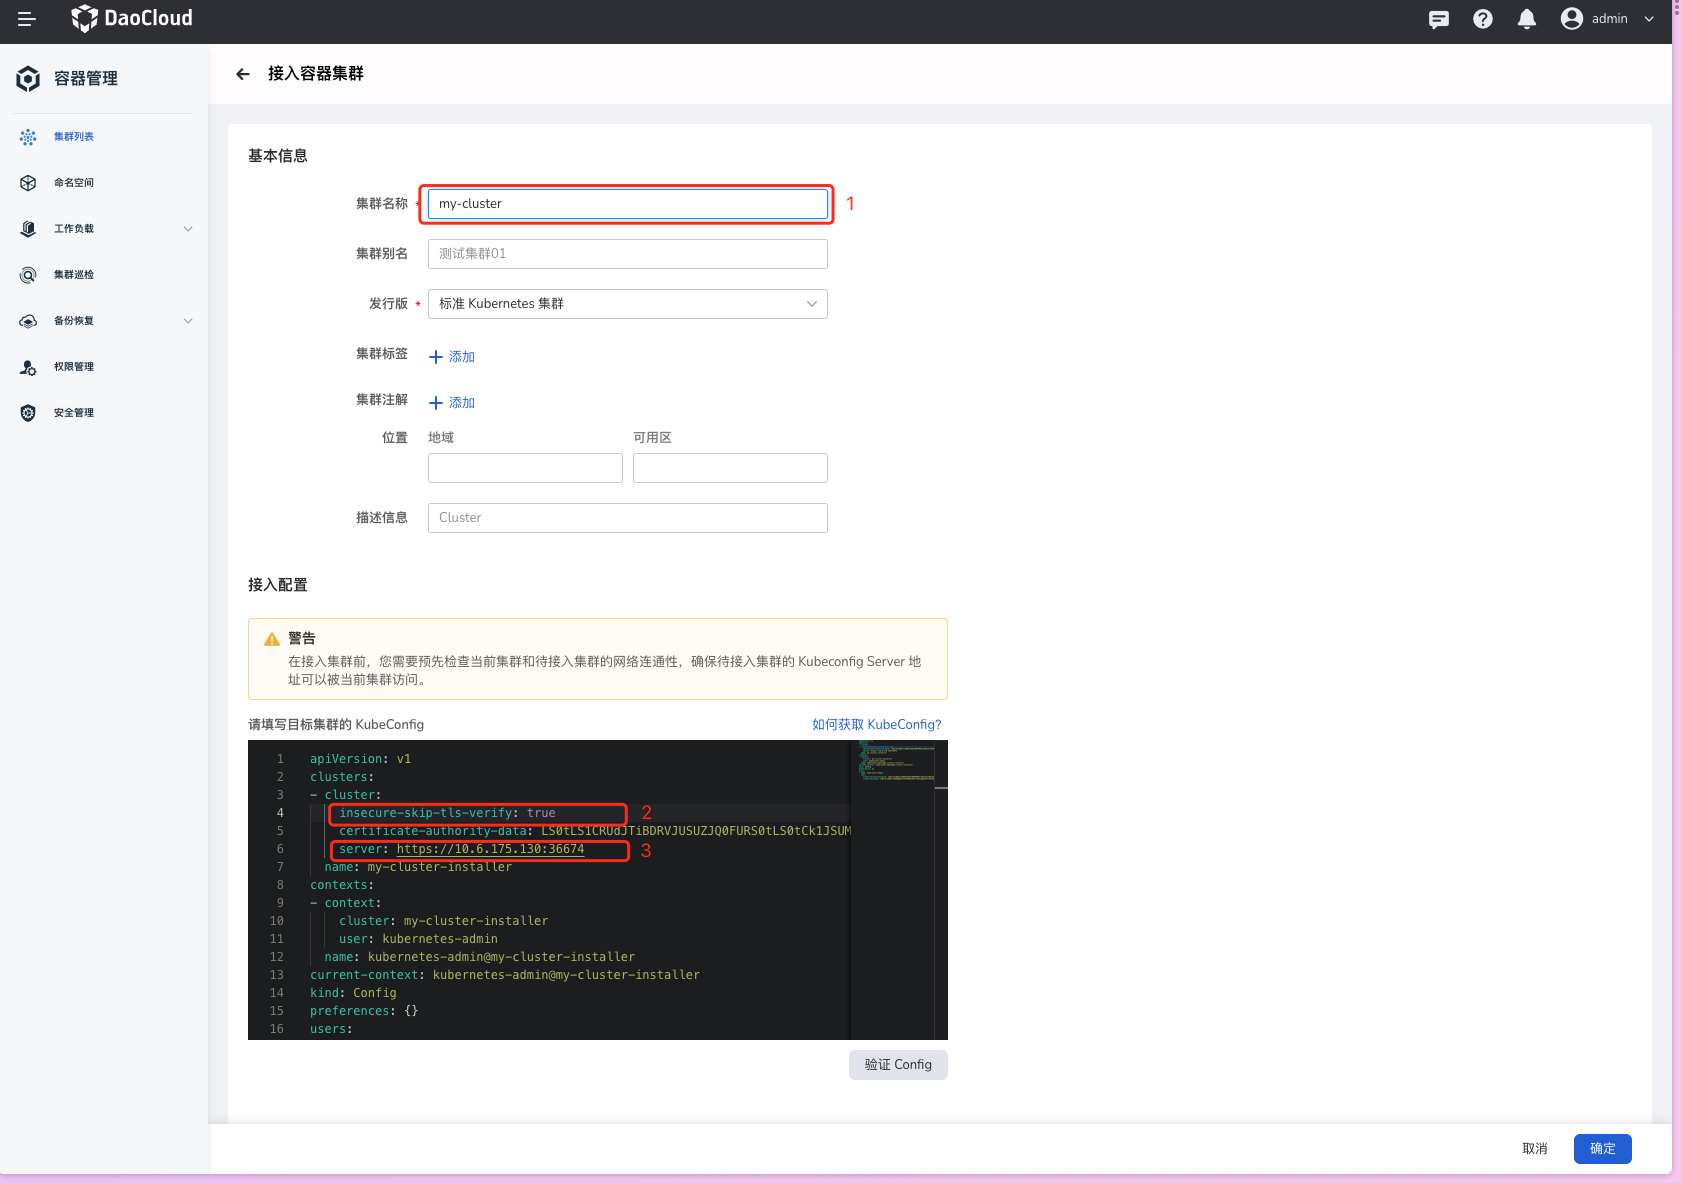 DaoCloud
admin
容器管理
接入容器集群
集群列表
命名空间
工作负载
集群巡检
备份恢复
权限管理
安全管理
基本信息
集群名称 * my-cluster 1
集群别名 测试集群01
发行版 * 标准 Kubernetes 集群
集群标签 添加
集群注解 添加
位置 地域 可用区
描述信息 Cluster
接入配置
警告
在接入集群前，您需要预先检查当前集群和待接入集群的网络连通性，确保待接入集群的 Kubeconfig Server 地
址可以被当前集群访问。
请填写目标集群的 KubeConfig 如何获取 KubeConfig?
1 apiVersion: v1
2 clusters:
3 - cluster:
4 insecure-skip-tls-verify: true 2
5 certificate-authority-data: LS0tLS1CRUdJTiBDRVJUSUZJQ0FURS0tLS0tCk1JSUM
6 server: https://10.6.175.130:36674 3
7 name: my-cluster-installer
8 contexts:
9 - context:
10 cluster: my-cluster-installer
11 user: kubernetes-admin
12 name: kubernetes-admin@my-cluster-installer
13 current-context: kubernetes-admin@my-cluster-installer
14 kind: Config
15 preferences: {}
16 users:
验证 Config
取消 确定